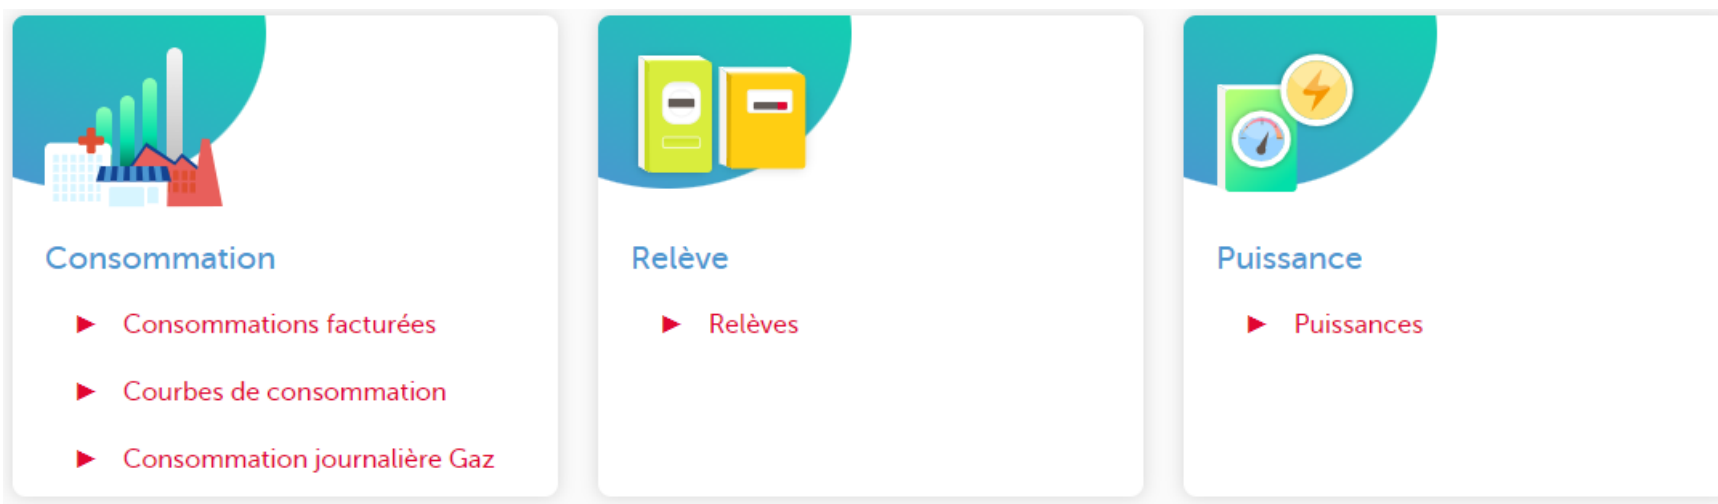 Consommation
Consommations facturées
Courbes de consommation
Consommation journalière Gaz
Relève
Relèves
Puissance
Puissances